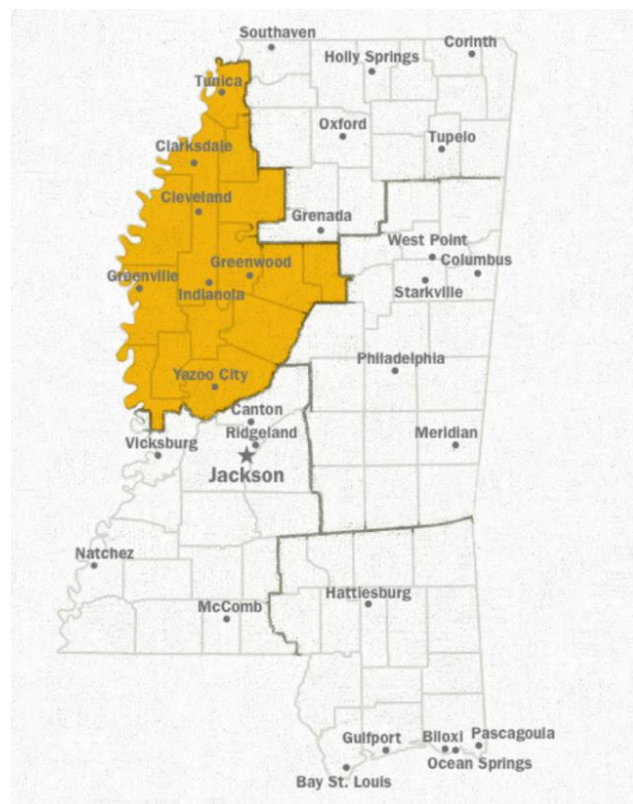 Southaven
Corinth
Holly Springs
Tunica
Oxford
Tupelo
Clarksdale
Cleveland
Grenada
West Point
Greenwood
Columbus
Greenville
Indianola
Starkville
Philadelphia
Yazoo City
Canton
Ridgeland
Meridian
Vicksburg
Jackson
Natchez
Hattiesburg
McComb
Gulfport
Biloxi
Pascagoula
Ocean Springs
Bay St. Louis